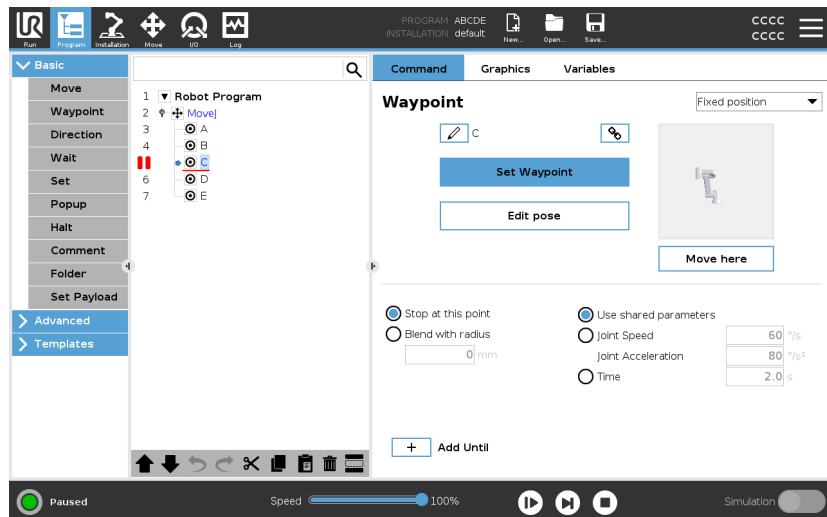 PROGRAM ABCDE
INSTALLATION default
CCCC
CCCC
UR
Run
Program
Installation
Move
I/O
Log
New...
Open...
Save...
Basic
Move
Waypoint
Direction
Wait
Set
Popup
Halt
Comment
Folder
Set Payload
Advanced
Templates
1 Robot Program
2 MoveJ
3 A
4 B
C
6 D
7 E
Command Graphics Variables
Waypoint
Fixed position
C
Set Waypoint
Edit pose
Move here
Stop at this point
Blend with radius
0 mm
Use shared parameters
Joint Speed 60 °/s
Joint Acceleration 80 °/s²
Time 2.0 s
+ Add Until
Paused
Speed 100%
Simulation